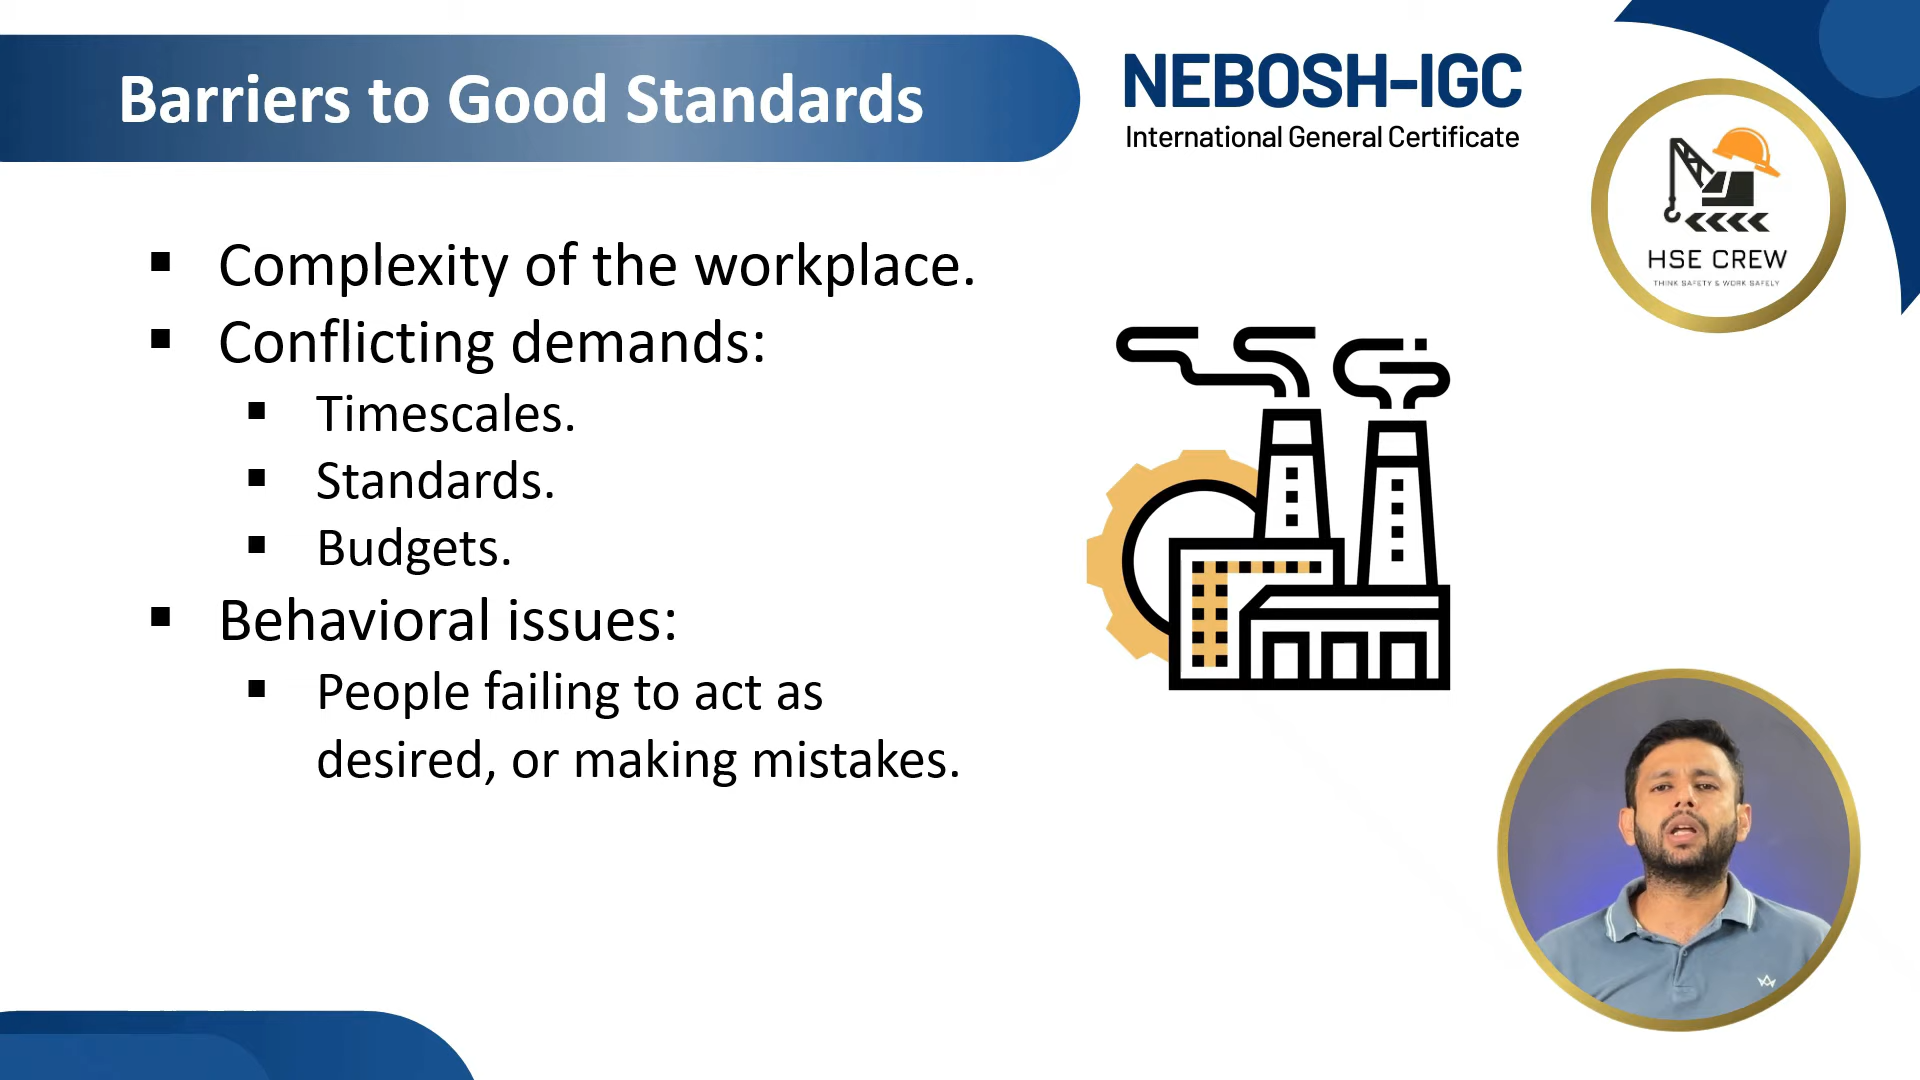 Barriers to Good Standards
NEBOSH-IGC
International General Certificate
HSE CREW
THINK SAFETY & WORK SAFELY
▪ Complexity of the workplace.
▪ Conflicting demands:
▪ Timescales.
▪ Standards.
▪ Budgets.
▪ Behavioral issues:
▪ People failing to act as
desired, or making mistakes.